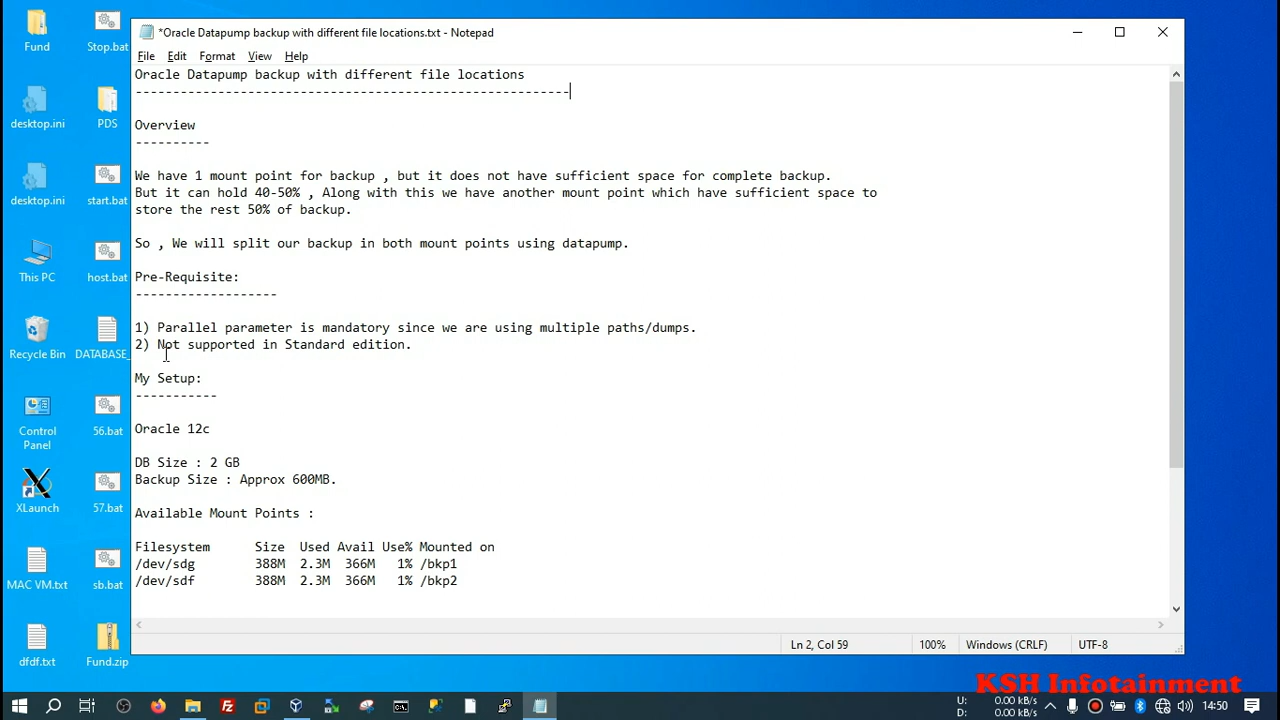 *Oracle Datapump backup with different file locations.txt - Notepad
File Edit Format View Help
Oracle Datapump backup with different file locations
----------------------------------------------------------
Overview
----------
We have 1 mount point for backup , but it does not have sufficient space for complete backup.
But it can hold 40-50% , Along with this we have another mount point which have sufficient space to
store the rest 50% of backup.
So , We will split our backup in both mount points using datapump.
Pre-Requisite:
-------------------
1) Parallel parameter is mandatory since we are using multiple paths/dumps.
2) Not supported in Standard edition.
My Setup:
-----------
Oracle 12c
DB Size : 2 GB
Backup Size : Approx 600MB.
Available Mount Points :
Filesystem Size Used Avail Use% Mounted on
/dev/sdg 388M 2.3M 366M 1% /bkp1
/dev/sdf 388M 2.3M 366M 1% /bkp2
Ln 2, Col 59 100% Windows (CRLF) UTF-8
Fund Stop.bat
desktop.ini PDS
desktop.ini start.bat
This PC host.bat
Recycle Bin DATABASE_
Control
Panel
56.bat
XLaunch 57.bat
MAC VM.txt sb.bat
dfdf.txt Fund.zip
KSH Infotainment
U: 0.00 kB/s
D: 0.00 kB/s
14:50